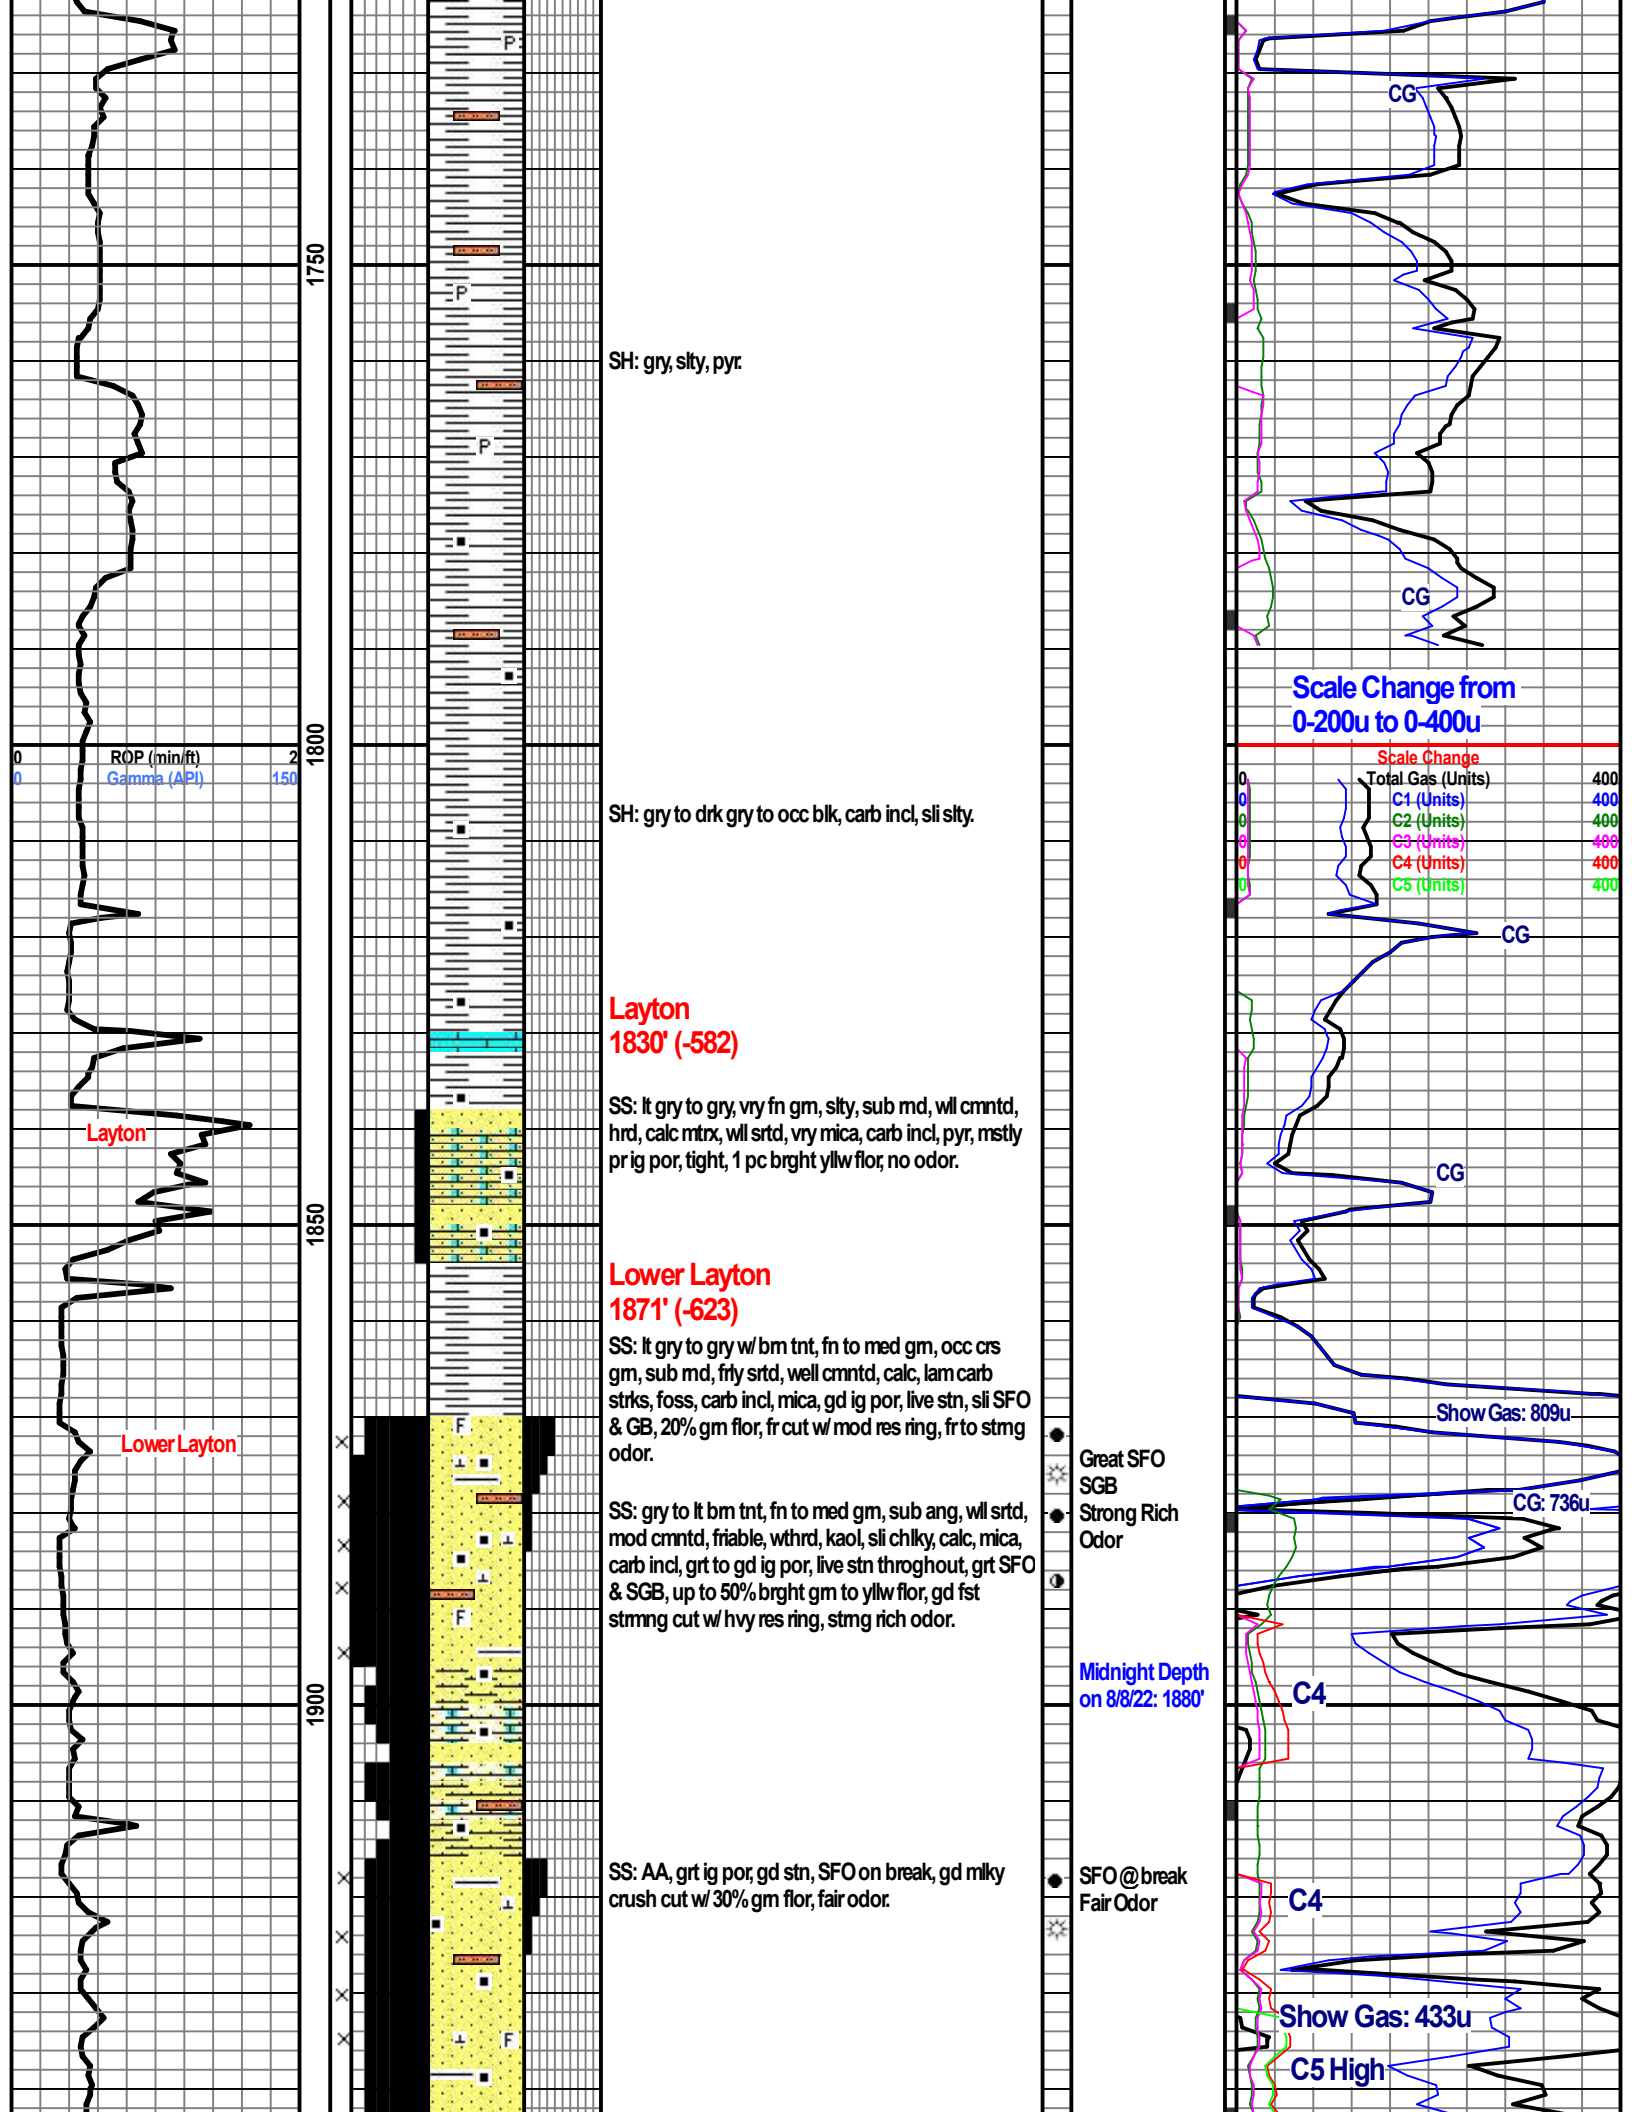 P
CG
1750
P
SH: gry, slty, pyr.
P
CG
Scale Change from
0-200u to 0-400u
1800
0 ROP (min/ft) 2
0 Gamma (API) 150
Scale Change
0 Total Gas (Units) 400
0 C1 (Units) 400
0 C2 (Units) 400
0 C3 (Units) 400
0 C4 (Units) 400
0 C5 (Units) 400
SH: gry to drk gry to occ blk, carb incl, sli slty.
CG
Layton
1830' (-582)
SS: lt gry to gry, vry fn grn, slty, sub rnd, wll cmntd,
hrd, calc mtrx, wll srtd, vry mica, carb incl, pyr, mstly
pr ig por, tight, 1 pc brght yllw flor, no odor.
Layton
CG
1850
Lower Layton
1871' (-623)
SS: lt gry to gry w/ brn tnt, fn to med grn, occ crs
grn, sub rnd, frly srtd, well cmntd, calc, lam carb
strks, foss, carb incl, mica, gd ig por, live stn, sli SFO
& GB, 20% grn flor, fr cut w/ mod res ring, fr to strng
odor.
Show Gas: 809u
F
Lower Layton
Great SFO
SGB
Strong Rich
Odor
CG: 736u
SS: gry to lt brn tnt, fn to med grn, sub ang, wll srtd,
mod cmntd, friable, wthrd, kaol, sli chlky, calc, mica,
carb incl, grt to gd ig por, live stn throghout, grt SFO
& SGB, up to 50% brght grn to yllw flor, gd fst
strmng cut w/ hvy res ring, strng rich odor.
F
Midnight Depth
on 8/8/22: 1880'
1900
C4
SS: AA, grt ig por, gd stn, SFO on break, gd mlky
crush cut w/ 30% grn flor, fair odor.
SFO @ break
Fair Odor
C4
Show Gas: 433u
F
C5 High